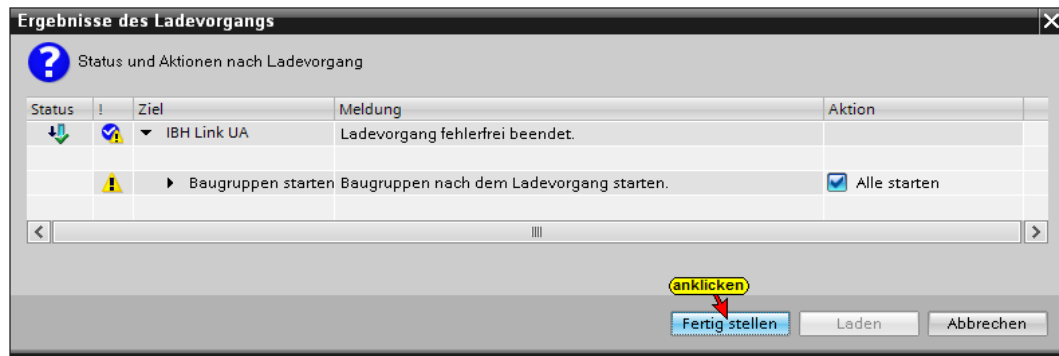 Ergebnisse des Ladevorgangs
Status und Aktionen nach Ladevorgang
Status ! Ziel Meldung Aktion
IBH Link UA Ladevorgang fehlerfrei beendet.
Baugruppen starten Baugruppen nach dem Ladevorgang starten. Alle starten
anklicken
Fertig stellen Laden Abbrechen